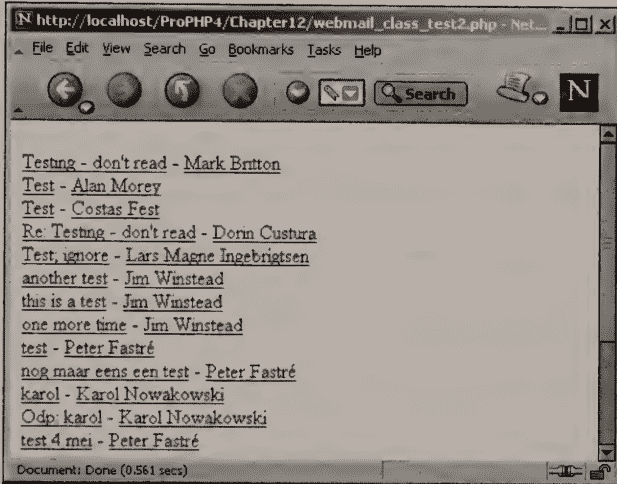 http://localhost/ProPHP4/Chapter12/webmail_class_test2.php - Net...
File Edit View Search Go Bookmarks Tasks Help
Search N
Testing - don't read - Mark Britton
Test - Alan Morey
Test - Costas Fest
Re: Testing - don't read - Dorin Custura
Test, ignore - Lars Magne Ingebrigtsen
another test - Jim Winstead
this is a test - Jim Winstead
one more time - Jim Winstead
test - Peter Fastré
nog maar eens een test - Peter Fastré
karol - Karol Nowakowski
Odp: karol - Karol Nowakowski
test 4 mei - Peter Fastré
Document: Done (0.561 secs)